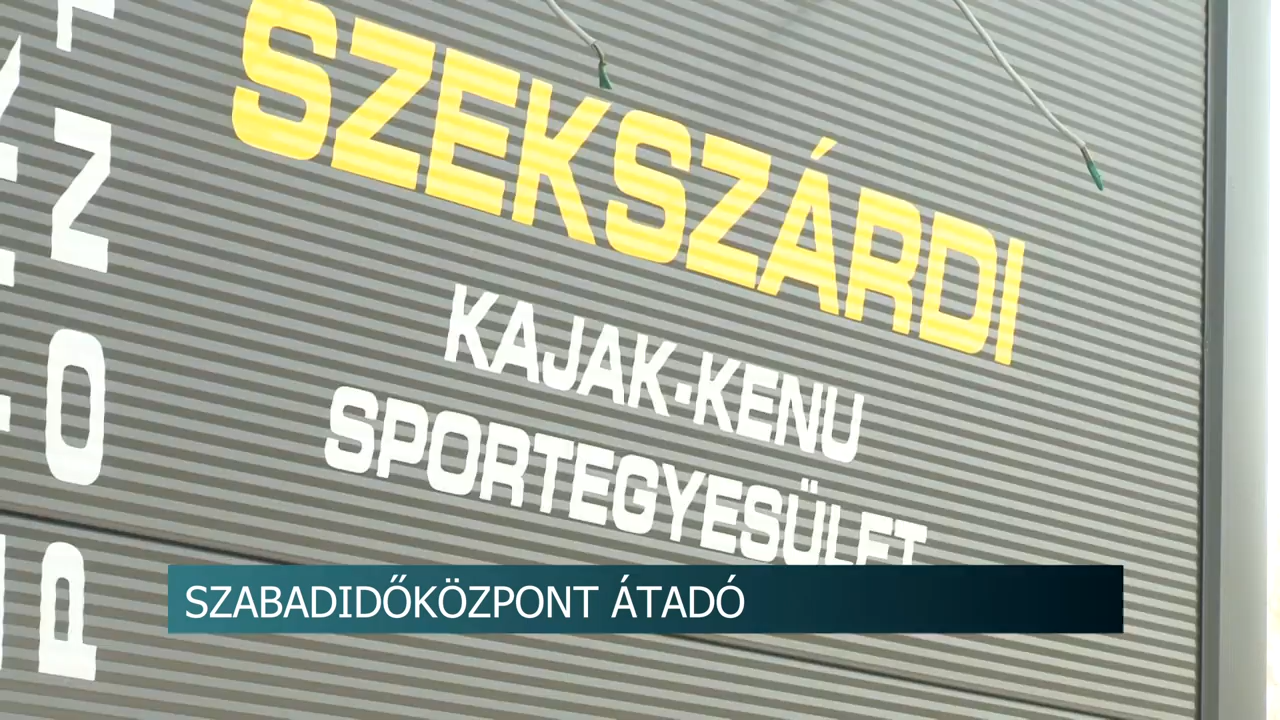 SZEKSZÁRDI
KAJAK-KENU
SPORTEGYESÜLET
SZABADIDŐKÖZPONT ÁTADÓ